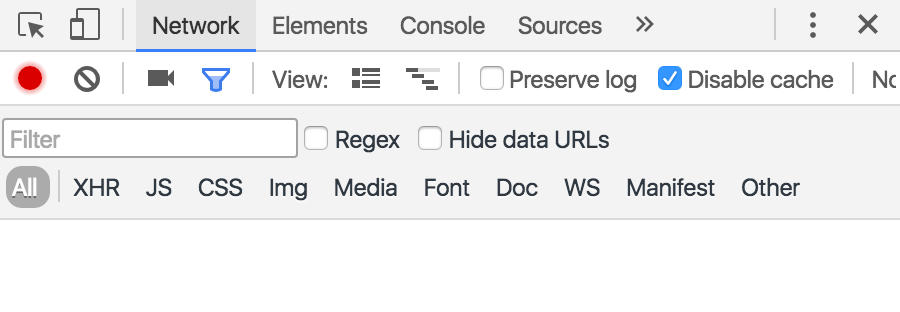 Network Elements Console Sources
View: Preserve log Disable cache
Filter Regex Hide data URLs
All XHR JS CSS Img Media Font Doc WS Manifest Other